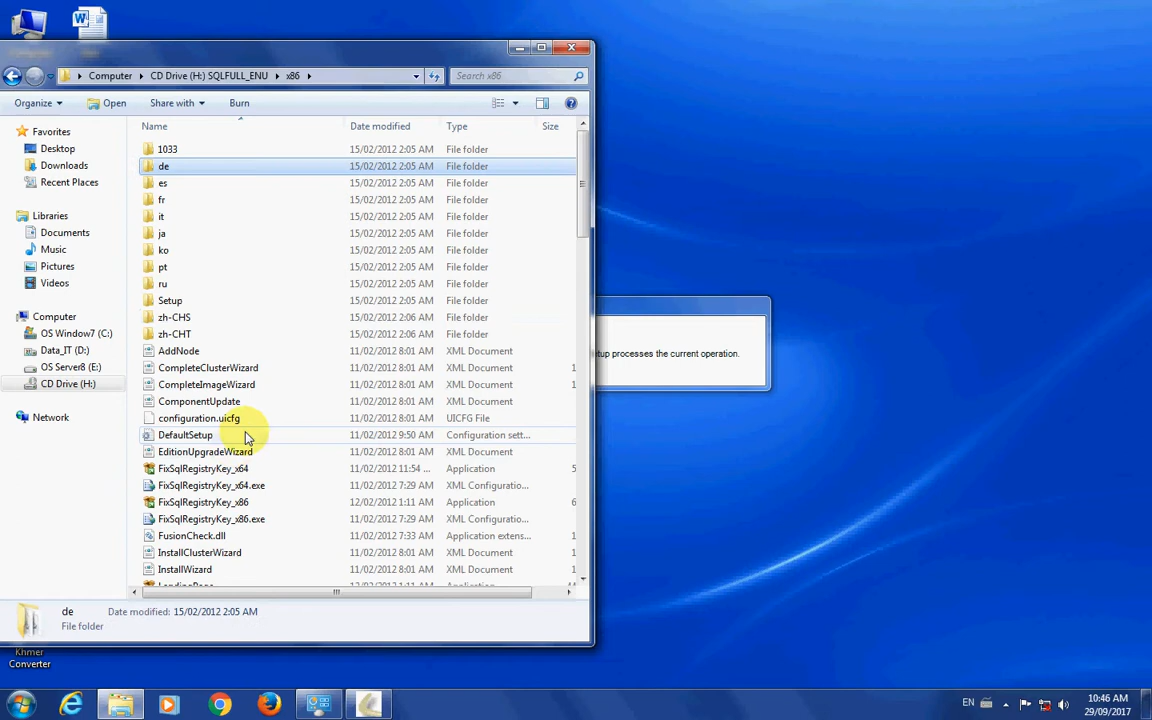 Computer ▸ CD Drive (H:) SQLFULL_ENU ▸ x86 ▸ Search x86
Organize Open Share with Burn
Name Date modified Type Size
Favorites
Desktop
Downloads
Recent Places
Libraries
Documents
Music
Pictures
Videos
Computer
OS Window7 (C:)
Data_IT (D:)
OS Server8 (E:)
CD Drive (H:)
Network
1033 15/02/2012 2:05 AM File folder
de 15/02/2012 2:05 AM File folder
es 15/02/2012 2:05 AM File folder
fr 15/02/2012 2:05 AM File folder
it 15/02/2012 2:05 AM File folder
ja 15/02/2012 2:05 AM File folder
ko 15/02/2012 2:05 AM File folder
pt 15/02/2012 2:05 AM File folder
ru 15/02/2012 2:05 AM File folder
Setup 15/02/2012 2:05 AM File folder
zh-CHS 15/02/2012 2:06 AM File folder
zh-CHT 15/02/2012 2:06 AM File folder
AddNode 11/02/2012 8:01 AM XML Document
CompleteClusterWizard 11/02/2012 8:01 AM XML Document 1
CompleteImageWizard 11/02/2012 8:01 AM XML Document 1
ComponentUpdate 11/02/2012 8:01 AM XML Document
configuration.uicfg 11/02/2012 8:01 AM UICFG File
DefaultSetup 11/02/2012 9:50 AM Configuration sett...
EditionUpgradeWizard 11/02/2012 8:01 AM XML Document
FixSqlRegistryKey_x64 11/02/2012 11:54 ... Application 5
FixSqlRegistryKey_x64.exe 11/02/2012 7:29 AM XML Configuratio...
FixSqlRegistryKey_x86 12/02/2012 1:11 AM Application 6
FixSqlRegistryKey_x86.exe 11/02/2012 7:29 AM XML Configuratio...
FusionCheck.dll 11/02/2012 7:33 AM Application extens...
InstallClusterWizard 11/02/2012 8:01 AM XML Document 1
InstallWizard 11/02/2012 8:01 AM XML Document 1
etup processes the current operation.
de Date modified: 15/02/2012 2:05 AM
File folder
Khmer
Converter
EN
10:46 AM
29/09/2017